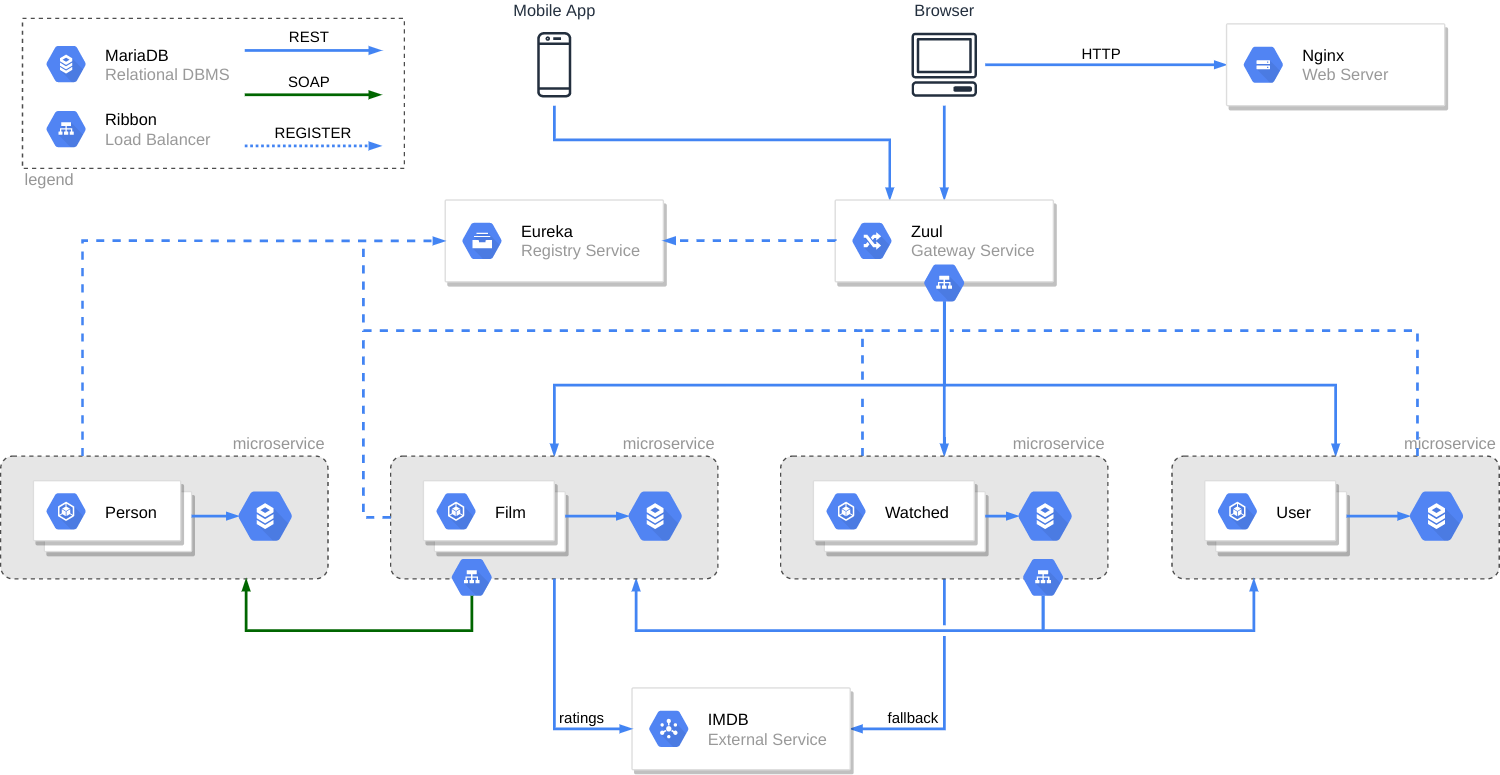 Mobile App
Browser
MariaDB
Relational DBMS
REST
SOAP
Ribbon
Load Balancer
REGISTER
legend
HTTP
Nginx
Web Server
Eureka
Registry Service
Zuul
Gateway Service
microservice
microservice
microservice
microservice
Person
Film
Watched
User
ratings
fallback
IMDB
External Service